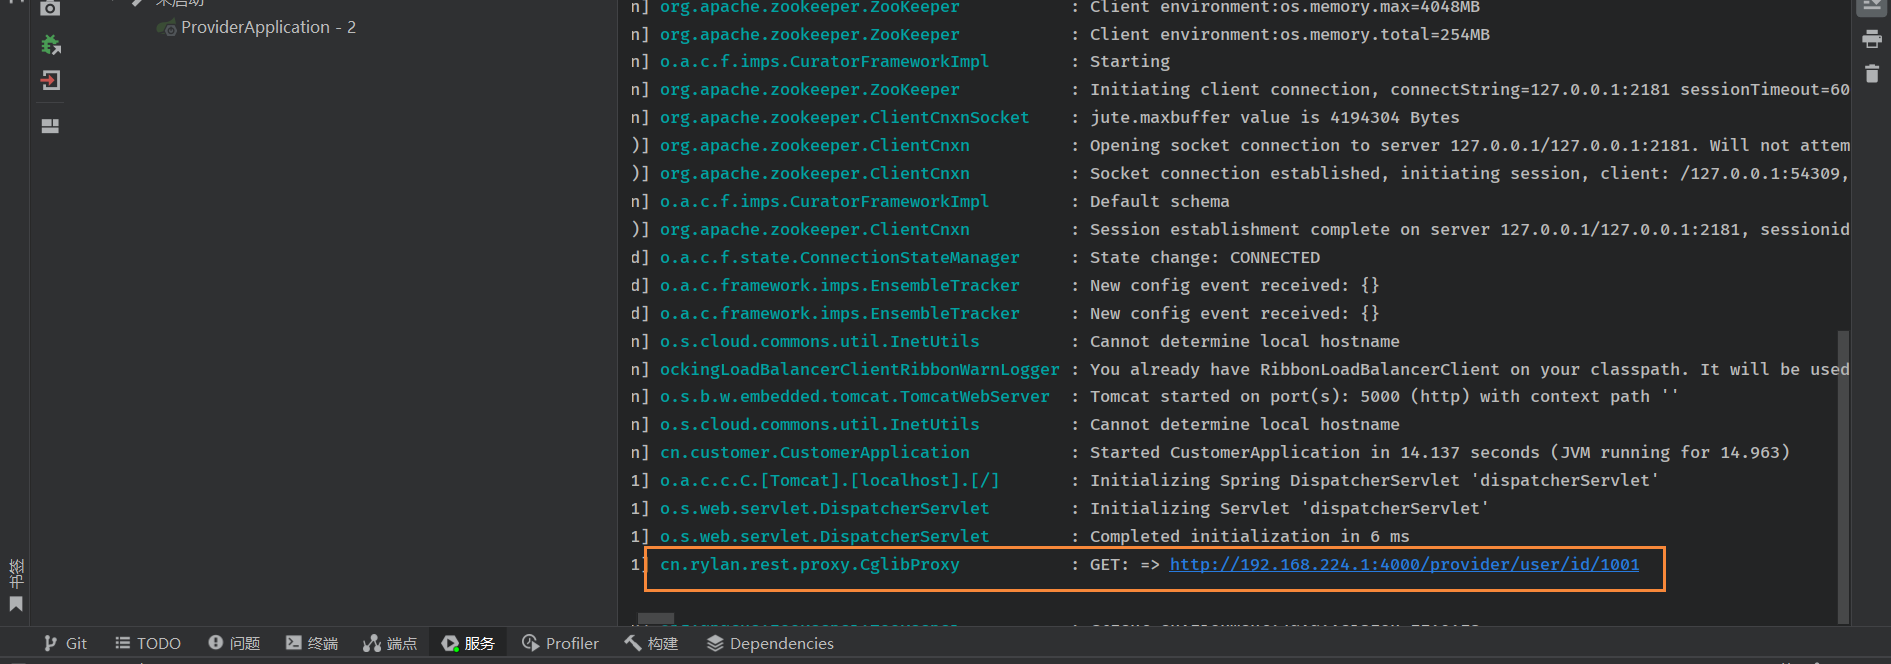 未启动
ProviderApplication - 2
n] org.apache.zookeeper.ZooKeeper : Client environment:os.memory.max=4048MB
n] org.apache.zookeeper.ZooKeeper : Client environment:os.memory.total=254MB
n] o.a.c.f.imps.CuratorFrameworkImpl : Starting
n] org.apache.zookeeper.ZooKeeper : Initiating client connection, connectString=127.0.0.1:2181 sessionTimeout=60
n] org.apache.zookeeper.ClientCnxnSocket : jute.maxbuffer value is 4194304 Bytes
)] org.apache.zookeeper.ClientCnxn : Opening socket connection to server 127.0.0.1/127.0.0.1:2181. Will not attem
)] org.apache.zookeeper.ClientCnxn : Socket connection established, initiating session, client: /127.0.0.1:54309,
n] o.a.c.f.imps.CuratorFrameworkImpl : Default schema
)] org.apache.zookeeper.ClientCnxn : Session establishment complete on server 127.0.0.1/127.0.0.1:2181, sessionid
d] o.a.c.f.state.ConnectionStateManager : State change: CONNECTED
d] o.a.c.framework.imps.EnsembleTracker : New config event received: {}
d] o.a.c.framework.imps.EnsembleTracker : New config event received: {}
n] o.s.cloud.commons.util.InetUtils : Cannot determine local hostname
n] ockingLoadBalancerClientRibbonWarnLogger : You already have RibbonLoadBalancerClient on your classpath. It will be used
n] o.s.b.w.embedded.tomcat.TomcatWebServer : Tomcat started on port(s): 5000 (http) with context path ''
n] o.s.cloud.commons.util.InetUtils : Cannot determine local hostname
n] cn.customer.CustomerApplication : Started CustomerApplication in 14.137 seconds (JVM running for 14.963)
1] o.a.c.c.C.[Tomcat].[localhost].[/] : Initializing Spring DispatcherServlet 'dispatcherServlet'
1] o.s.web.servlet.DispatcherServlet : Initializing Servlet 'dispatcherServlet'
1] o.s.web.servlet.DispatcherServlet : Completed initialization in 6 ms
1] cn.rylan.rest.proxy.CglibProxy : GET: => http://192.168.224.1:4000/provider/user/id/1001
书签
Git TODO 问题 终端 端点 服务 Profiler 构建 Dependencies